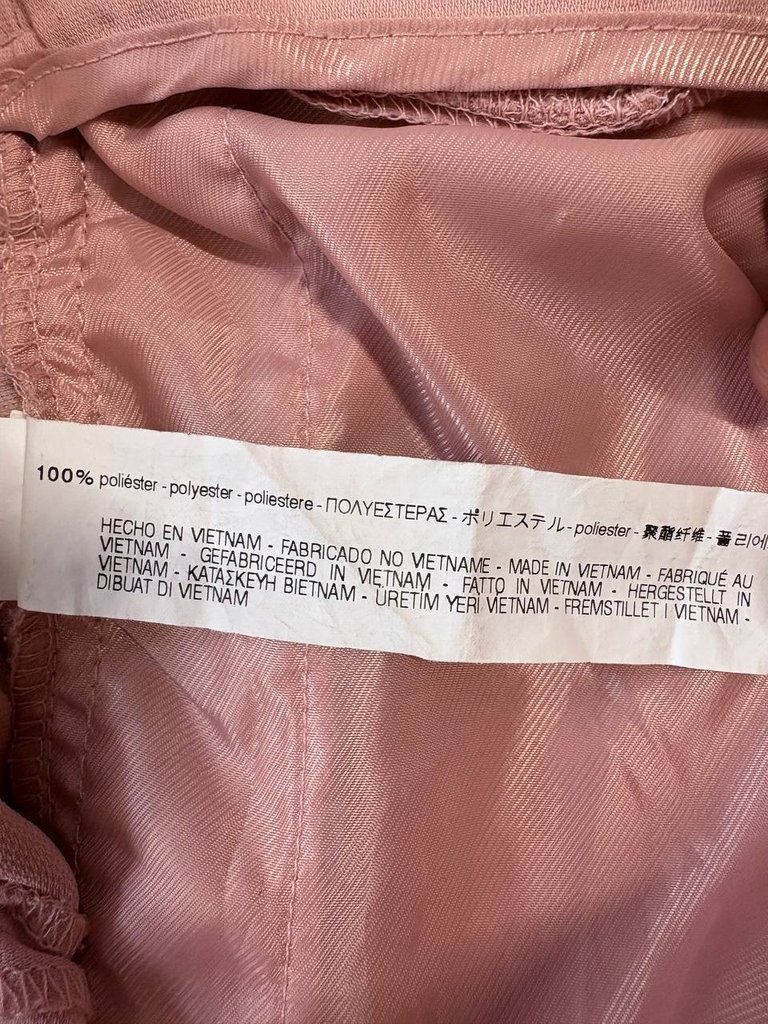 100% poliéster - polyester - poliestere - ΠΟΛΥΕΣΤΕΡΑΣ - ポリエステル - poliester - 聚酯纤维 - 폴리에
HECHO EN VIETNAM - FABRICADO NO VIETNAME - MADE IN VIETNAM - FABRIQUÉ AU
VIETNAM - GEFABRICEERD IN VIETNAM - FATTO IN VIETNAM - HERGESTELLT IN
VIETNAM - ΚΑΤΑΣΚΕΥΗ ΒΙΕΤΝΑΜ - ÜRETIM YERI VIETNAM - FREMSTILLET I VIETNAM -
DIBUAT DI VIETNAM